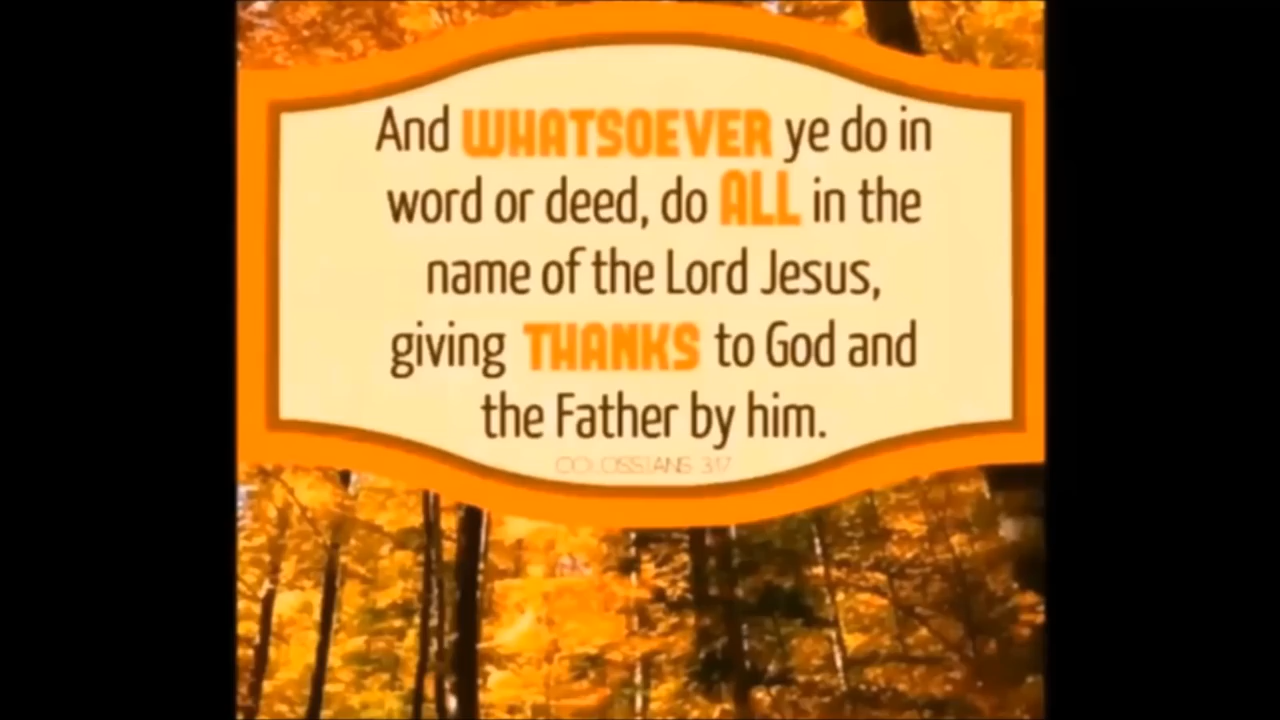 And WHATSOEVER ye do in
word or deed, do ALL in the
name of the Lord Jesus,
giving THANKS to God and
the Father by him.
COLOSSIANS 3:17